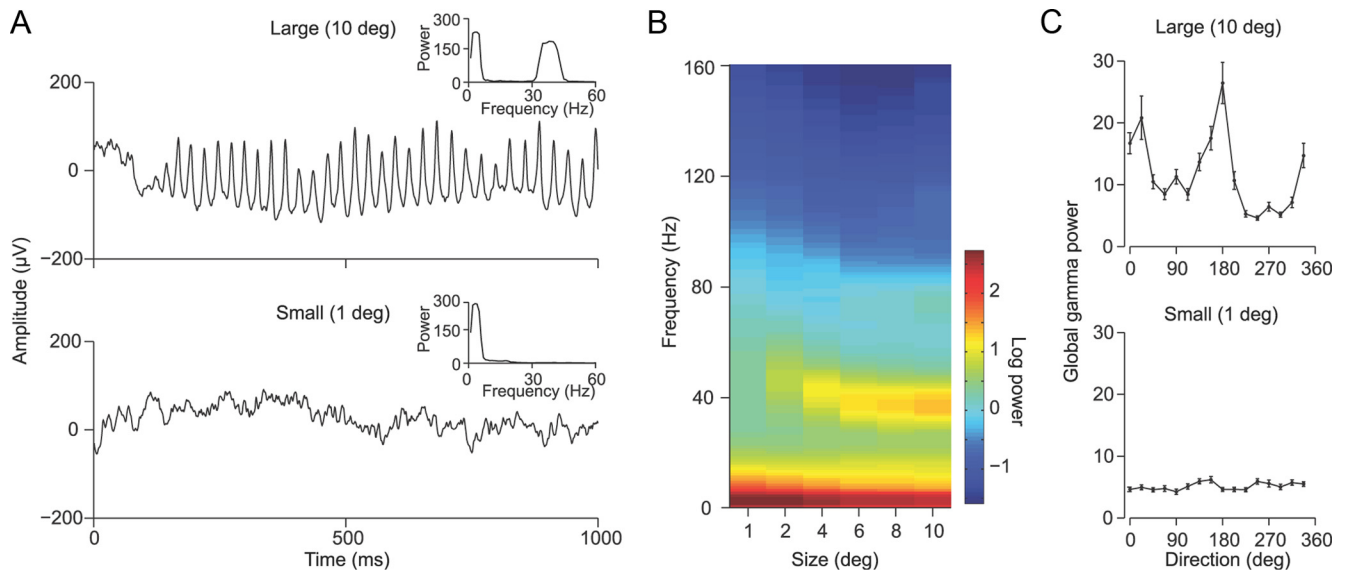 A
Large (10 deg)
300
150
0
Power
0 30 60
Frequency (Hz)
200
0
−200
500 1000
Small (1 deg)
300
150
0
Power
0 30 60
Frequency (Hz)
200
0
−200
0 500 1000
Time (ms)
Amplitude (µV)
B
160
120
80
40
0
Frequency (Hz)
1 2 4 6 8 10
Size (deg)
2
1
0
−1
Log power
C
Large (10 deg)
30
20
10
0
0 90 180 270 360
Small (1 deg)
30
20
10
0
0 90 180 270 360
Direction (deg)
Global gamma power